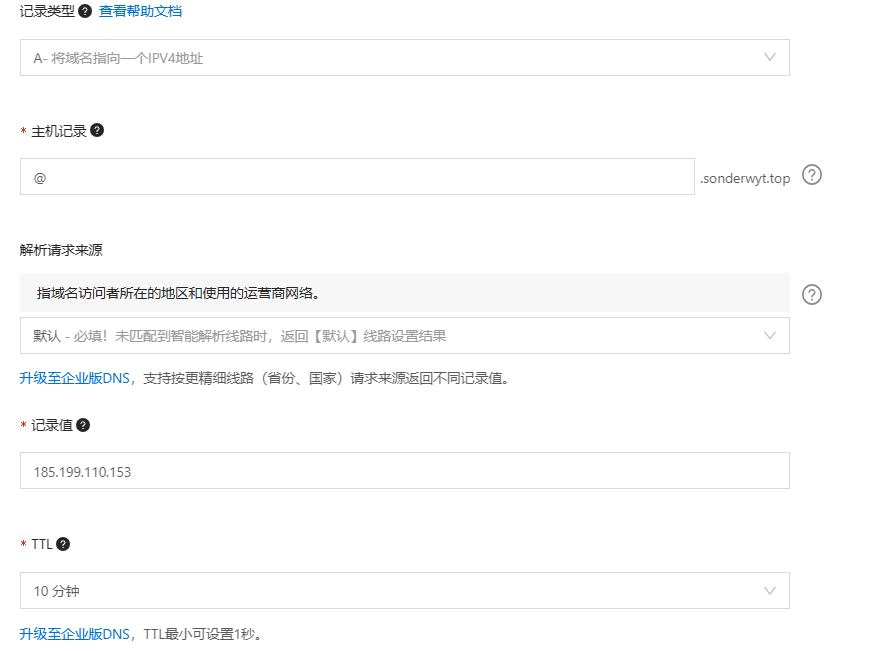 记录类型 ? 查看帮助文档
A- 将域名指向一个IPV4地址
* 主机记录 ?
@ .sonderwyt.top ?
解析请求来源
指域名访问者所在的地区和使用的运营商网络。 ?
默认 - 必填！未匹配到智能解析线路时，返回【默认】线路设置结果
升级至企业版DNS，支持按更精细线路（省份、国家）请求来源返回不同记录值。
* 记录值 ?
185.199.110.153
* TTL ?
10 分钟
升级至企业版DNS，TTL最小可设置1秒。